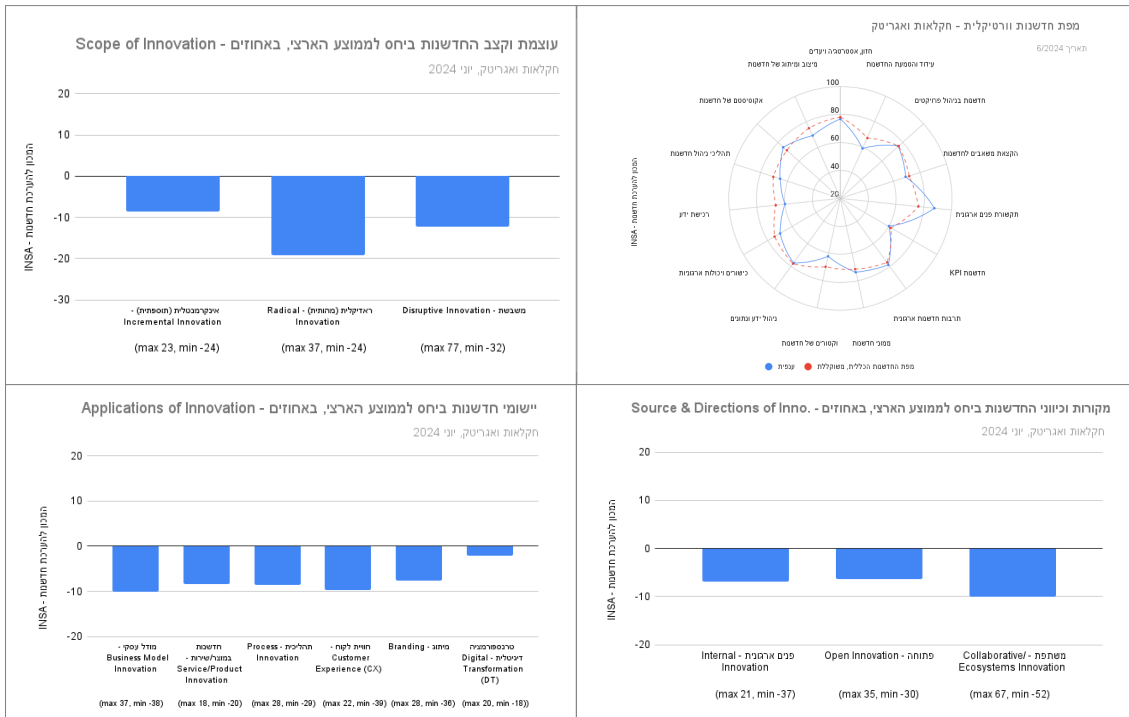 עוצמת וקצב החדשנות ביחס לממוצע הארצי, באחוזים - Scope of Innovation
חקלאות ואגריטק, יוני 2024
המכון להערכת חדשנות - INSA
20
10
0
-10
-20
-30
אינקרמנטלית (תוספתית) -
Incremental Innovation
ראדיקלית (מהותית) - Radical
Innovation
משבשת - Disruptive Innovation
(max 23, min -24)
(max 37, min -24)
(max 77, min -32)
מפת חדשנות וורטיקלית - חקלאות ואגריטק
תאריך 6/2024
המכון להערכת חדשנות - INSA
חזון, אסטרטגיה ויעדים
עידוד והטמעת החדשנות
חדשנות בניהול פרויקטים
הקצאת משאבים לחדשנות
תקשורת פנים ארגונית
חדשנות KPI
תרבות חדשנות ארגונית
ממוני חדשנות
וקטורים של חדשנות
ניהול ידע ונתונים
כישורים ויכולות ארגוניות
רכישת ידע
תהליכי ניהול חדשנות
אקוסיסטם של חדשנות
מיצוב ומיתוג של חדשנות
100
80
60
40
20
ענפית
מפת החדשנות הכללית, משוקללת
יישומי חדשנות ביחס לממוצע הארצי, באחוזים - Applications of Innovation
חקלאות ואגריטק, יוני 2024
המכון להערכת חדשנות - INSA
20
10
0
-10
-20
מודל עסקי -
Business Model
Innovation
חדשנות
במוצר/שירות -
Service/Product
Innovation
תהליכית - Process
Innovation
חוויית לקוח -
Customer
Experience (CX)
מיתוג - Branding
טרנספורמציה
דיגיטלית - Digital
Transformation
(DT)
(max 37, min -38)
(max 18, min -20)
(max 28, min -29)
(max 22, min -39)
(max 28, min -36)
(max 20, min -18))
מקורות וכיווני החדשנות ביחס לממוצע הארצי, באחוזים - .Source & Directions of Inno
חקלאות ואגריטק, יוני 2024
המכון להערכת חדשנות - INSA
20
10
0
-10
-20
פנים ארגונית - Internal
Innovation
פתוחה - Open Innovation
משתפת - /Collaborative
Ecosystems Innovation
(max 21, min -37)
(max 35, min -30)
(max 67, min -52)